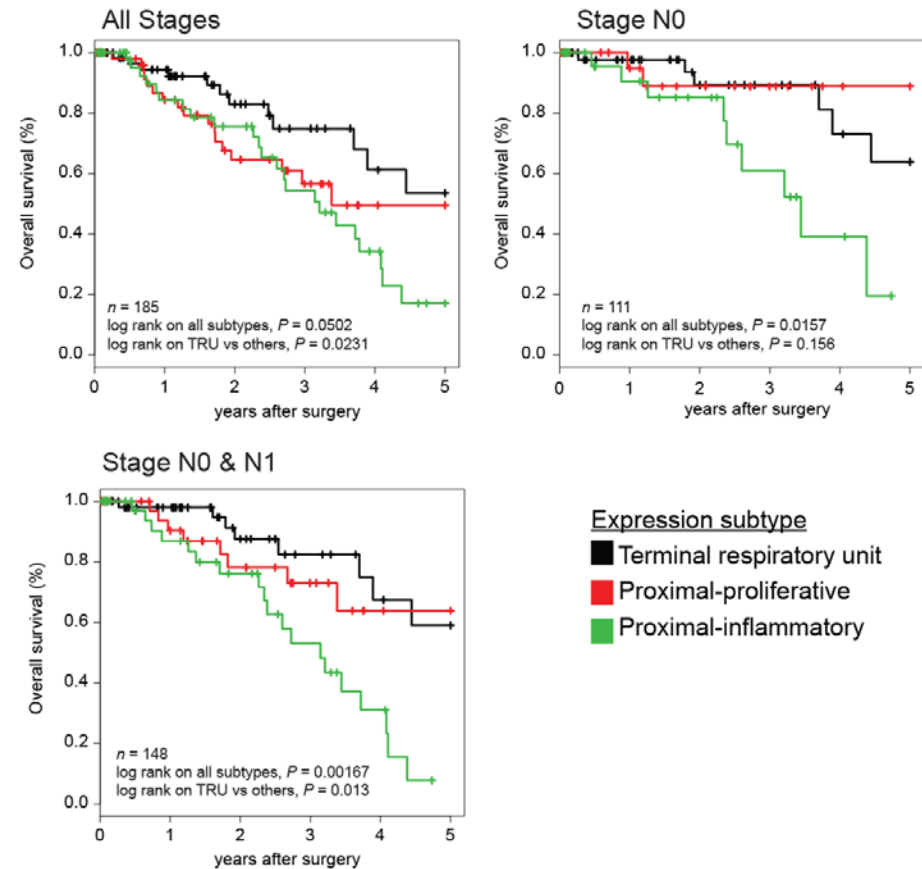 All Stages
Overall survival (%)
1.0
0.8
0.6
0.4
0.2
0.0
n = 185
log rank on all subtypes, P = 0.0502
log rank on TRU vs others, P = 0.0231
0 1 2 3 4 5
years after surgery
Stage N0
Overall survival (%)
1.0
0.8
0.6
0.4
0.2
0.0
n = 111
log rank on all subtypes, P = 0.0157
log rank on TRU vs others, P = 0.156
0 1 2 3 4 5
years after surgery
Stage N0 & N1
Overall survival (%)
1.0
0.8
0.6
0.4
0.2
0.0
n = 148
log rank on all subtypes, P = 0.00167
log rank on TRU vs others, P = 0.013
0 1 2 3 4 5
years after surgery
Expression subtype
Terminal respiratory unit
Proximal-proliferative
Proximal-inflammatory